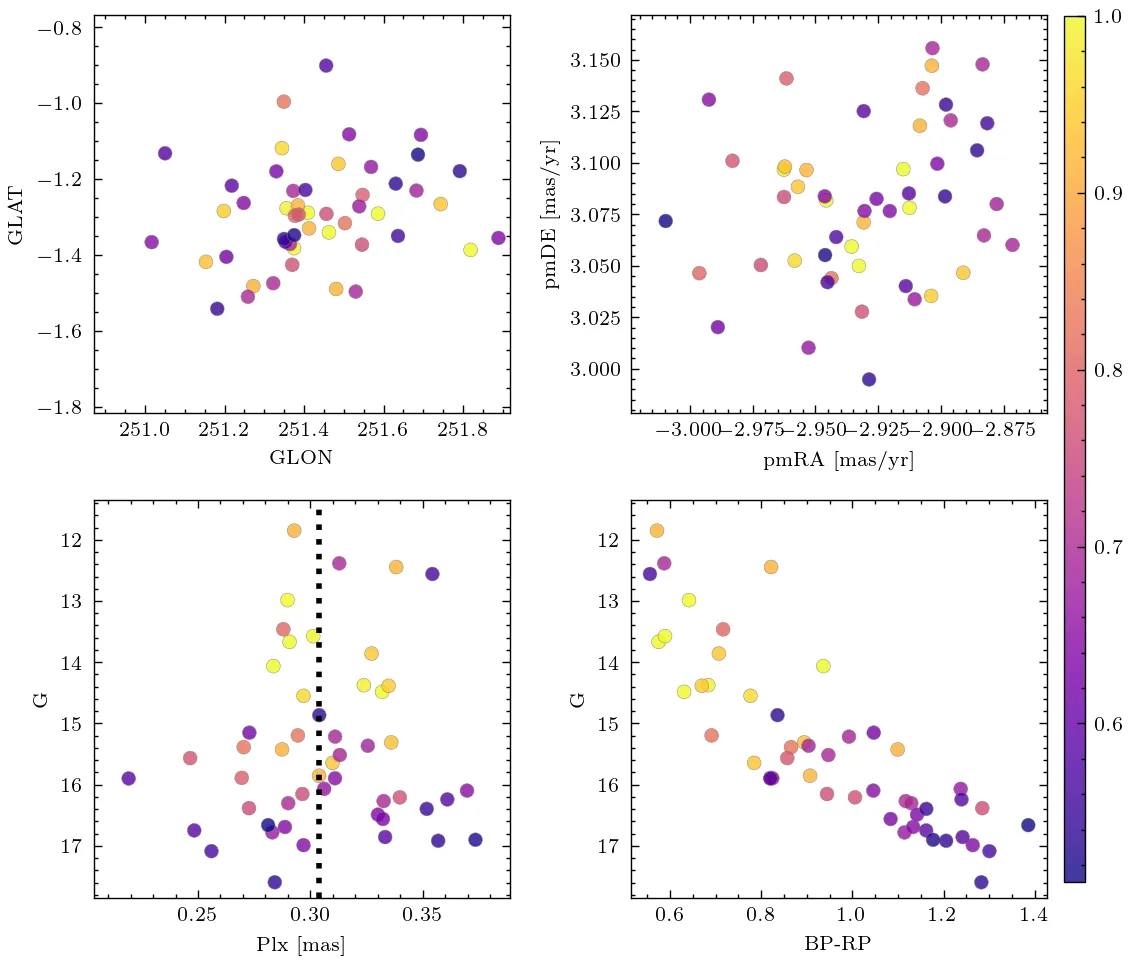 −0.8
−1.0
−1.2
−1.4
−1.6
−1.8
GLAT
251.0 251.2 251.4 251.6 251.8
GLON
3.150
3.125
3.100
3.075
3.050
3.025
3.000
pmDE [mas/yr]
−3.000−2.975−2.950−2.925−2.900−2.875
pmRA [mas/yr]
1.0
0.9
0.8
0.7
0.6
12
13
14
15
16
17
G
0.25 0.30 0.35
Plx [mas]
12
13
14
15
16
17
G
0.6 0.8 1.0 1.2 1.4
BP-RP